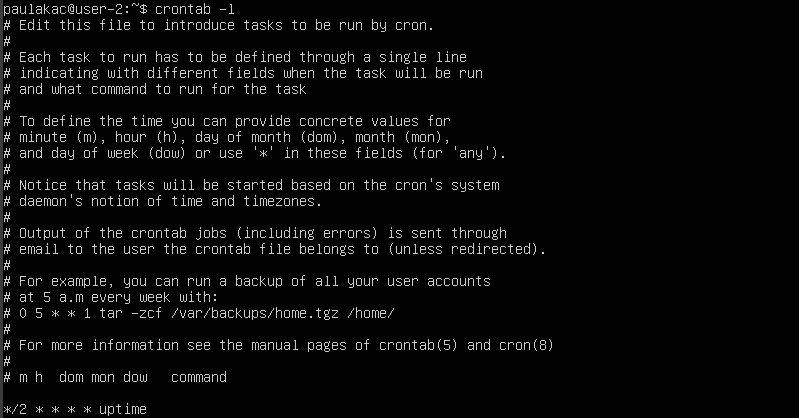 paulakac@user-2:~$ crontab -l
# Edit this file to introduce tasks to be run by cron.
#
# Each task to run has to be defined through a single line
# indicating with different fields when the task will be run
# and what command to run for the task
#
# To define the time you can provide concrete values for
# minute (m), hour (h), day of month (dom), month (mon),
# and day of week (dow) or use '*' in these fields (for 'any').
#
# Notice that tasks will be started based on the cron's system
# daemon's notion of time and timezones.
#
# Output of the crontab jobs (including errors) is sent through
# email to the user the crontab file belongs to (unless redirected).
#
# For example, you can run a backup of all your user accounts
# at 5 a.m every week with:
# 0 5 * * 1 tar -zcf /var/backups/home.tgz /home/
#
# For more information see the manual pages of crontab(5) and cron(8)
#
# m h  dom mon dow   command

*/2 * * * * uptime